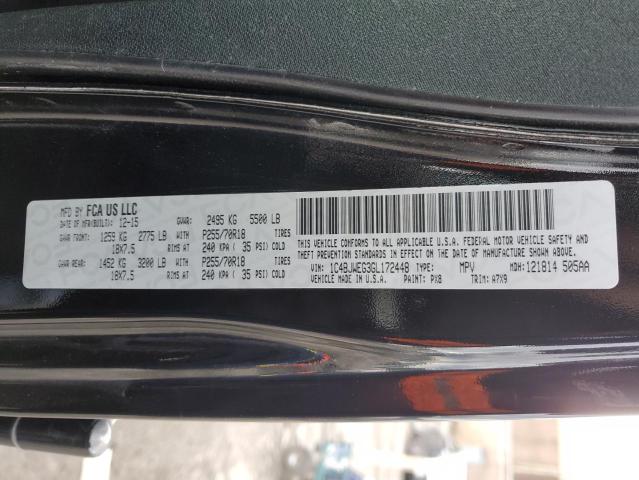 MFD BY FCA US LLC
DATE OF MFR(BUILT): 12-15 GVWR: 2495 KG 5500 LB
GAWR FRONT: 1259 KG 2775 LB WITH P255/70R18 TIRES
18X7.5 RIMS AT 240 KPA ( 35 PSI) COLD
GAWR REAR: 1452 KG 3200 LB WITH P255/70R18 TIRES
18X7.5 RIMS AT 240 KPA ( 35 PSI) COLD
THIS VEHICLE CONFORMS TO ALL APPLICABLE U.S.A. FEDERAL MOTOR VEHICLE SAFETY AND
THEFT PREVENTION STANDARDS IN EFFECT ON THE DATE OF MANUFACTURE SHOWN ABOVE.
VIN: 1C4BJWEG3GL172448 TYPE: MPV MDH: 121814 505AA
VEHICLE MADE IN U.S.A. PAINT: PX8 TRIM: A7X9